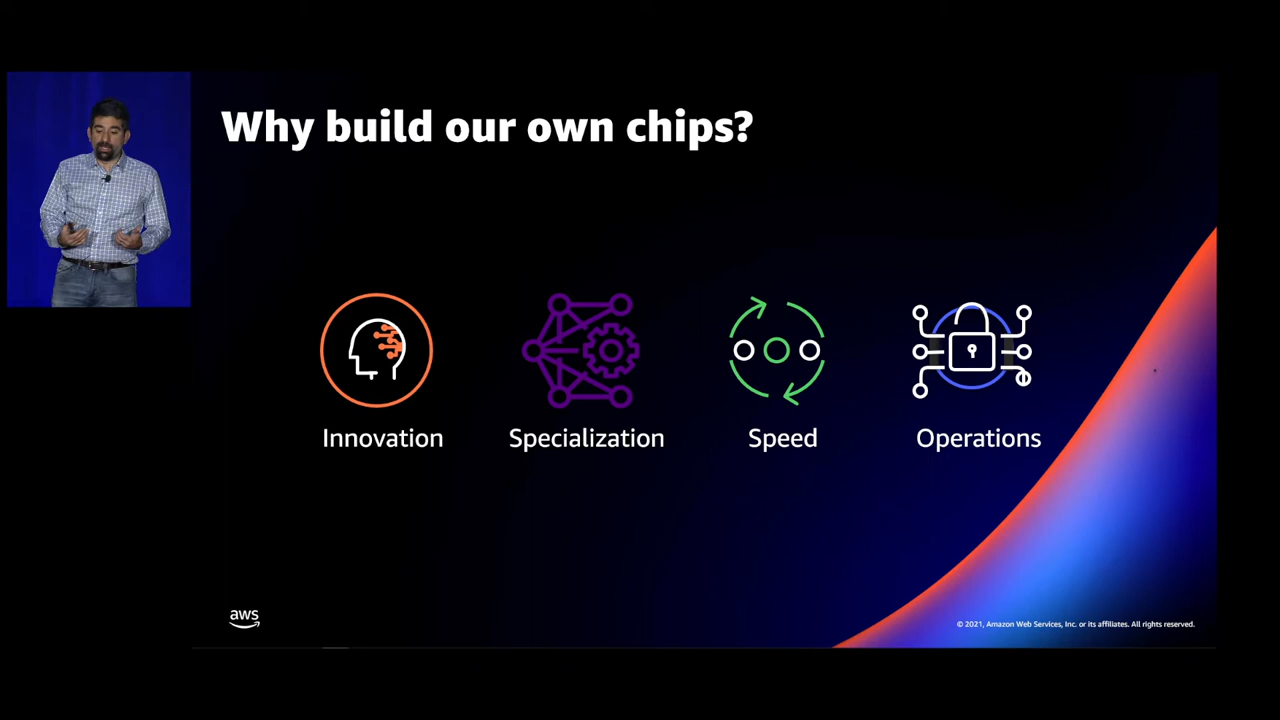 Why build our own chips?
Innovation
Specialization
Speed
Operations
aws
© 2021, Amazon Web Services, Inc. or its affiliates. All rights reserved.